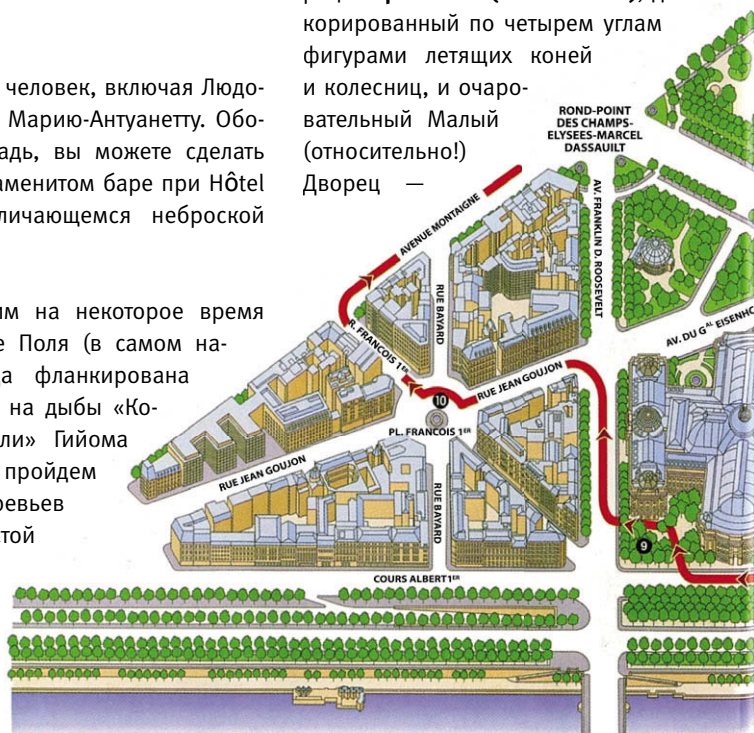 человек, включая Людо-
Марию-Антуанетту. Обо-
адь, вы можете сделать
аменитом баре при Hôtel
личающемся неброской
им на некоторое время
е Поля (в самом на-
да фланкирована
на дыбы «Ко-
ли» Гийома
пройдем
ревьев
стой
корированный по четырем углам
фигурами летящих коней
и колесниц, и очаро-
вательный Малый
(относительно!)
Дворец —
ROND-POINT
DES CHAMPS-
ELYSEES-MARCEL
DASSAULT
AVENUE MONTAIGNE
AV. FRANKLIN D. ROOSEVELT
RUE BAYARD
AV. DU GAL EISENHO
R. FRANCOIS 1ER
RUE JEAN GOUJON
10
PL. FRANCOIS 1ER
RUE JEAN GOUJON
RUE BAYARD
9
COURS ALBERT1ER